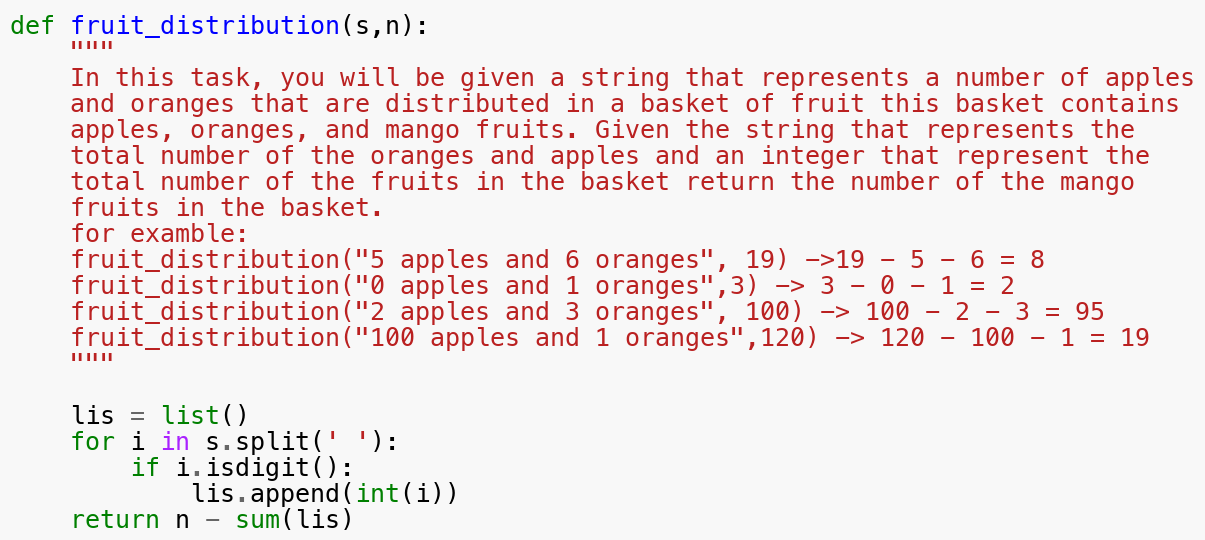 def fruit_distribution(s,n):
    """
    In this task, you will be given a string that represents a number of apples
    and oranges that are distributed in a basket of fruit this basket contains
    apples, oranges, and mango fruits. Given the string that represents the
    total number of the oranges and apples and an integer that represent the
    total number of the fruits in the basket return the number of the mango
    fruits in the basket.
    for examble:
    fruit_distribution("5 apples and 6 oranges", 19) ->19 - 5 - 6 = 8
    fruit_distribution("0 apples and 1 oranges",3) -> 3 - 0 - 1 = 2
    fruit_distribution("2 apples and 3 oranges", 100) -> 100 - 2 - 3 = 95
    fruit_distribution("100 apples and 1 oranges",120) -> 120 - 100 - 1 = 19
    """

    lis = list()
    for i in s.split(' '):
        if i.isdigit():
            lis.append(int(i))
    return n - sum(lis)